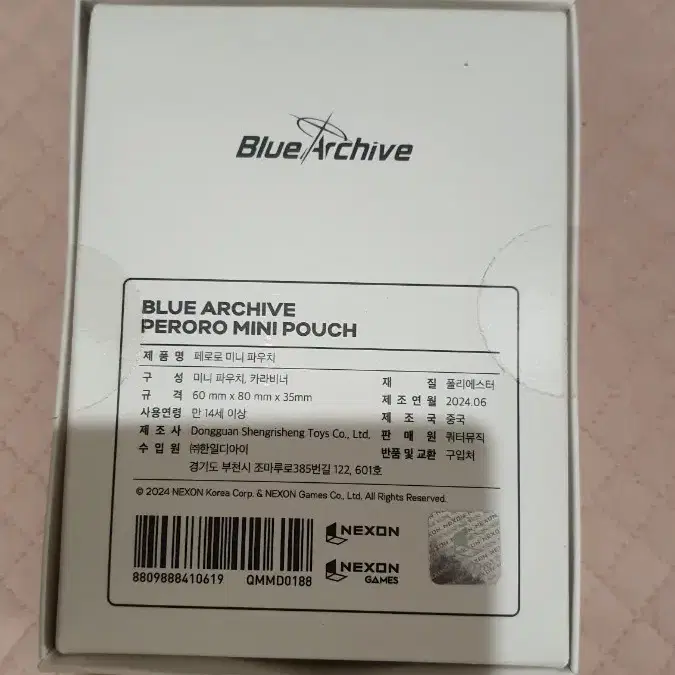 Blue Archive
BLUE ARCHIVE
PERORO MINI POUCH
제 품 명 페로로 미니 파우치
구 성 미니 파우치, 카라비너
규 격 60 mm x 80 mm x 35mm
사용연령 만 14세 이상
제 조 사 Dongguan Shengrisheng Toys Co., Ltd.
수 입 원 ㈜한일디아이
경기도 부천시 조마루로385번길 122, 601호
재 질 폴리에스터
제 조 연 월 2024.06
제 조 국 중국
판 매 원 쿼터뮤직
반품 및 교환 구입처
© 2024 NEXON Korea Corp. & NEXON Games Co., Ltd. All Rights Reserved.
8809888410619 QMMD0188
NEXON
NEXON
GAMES